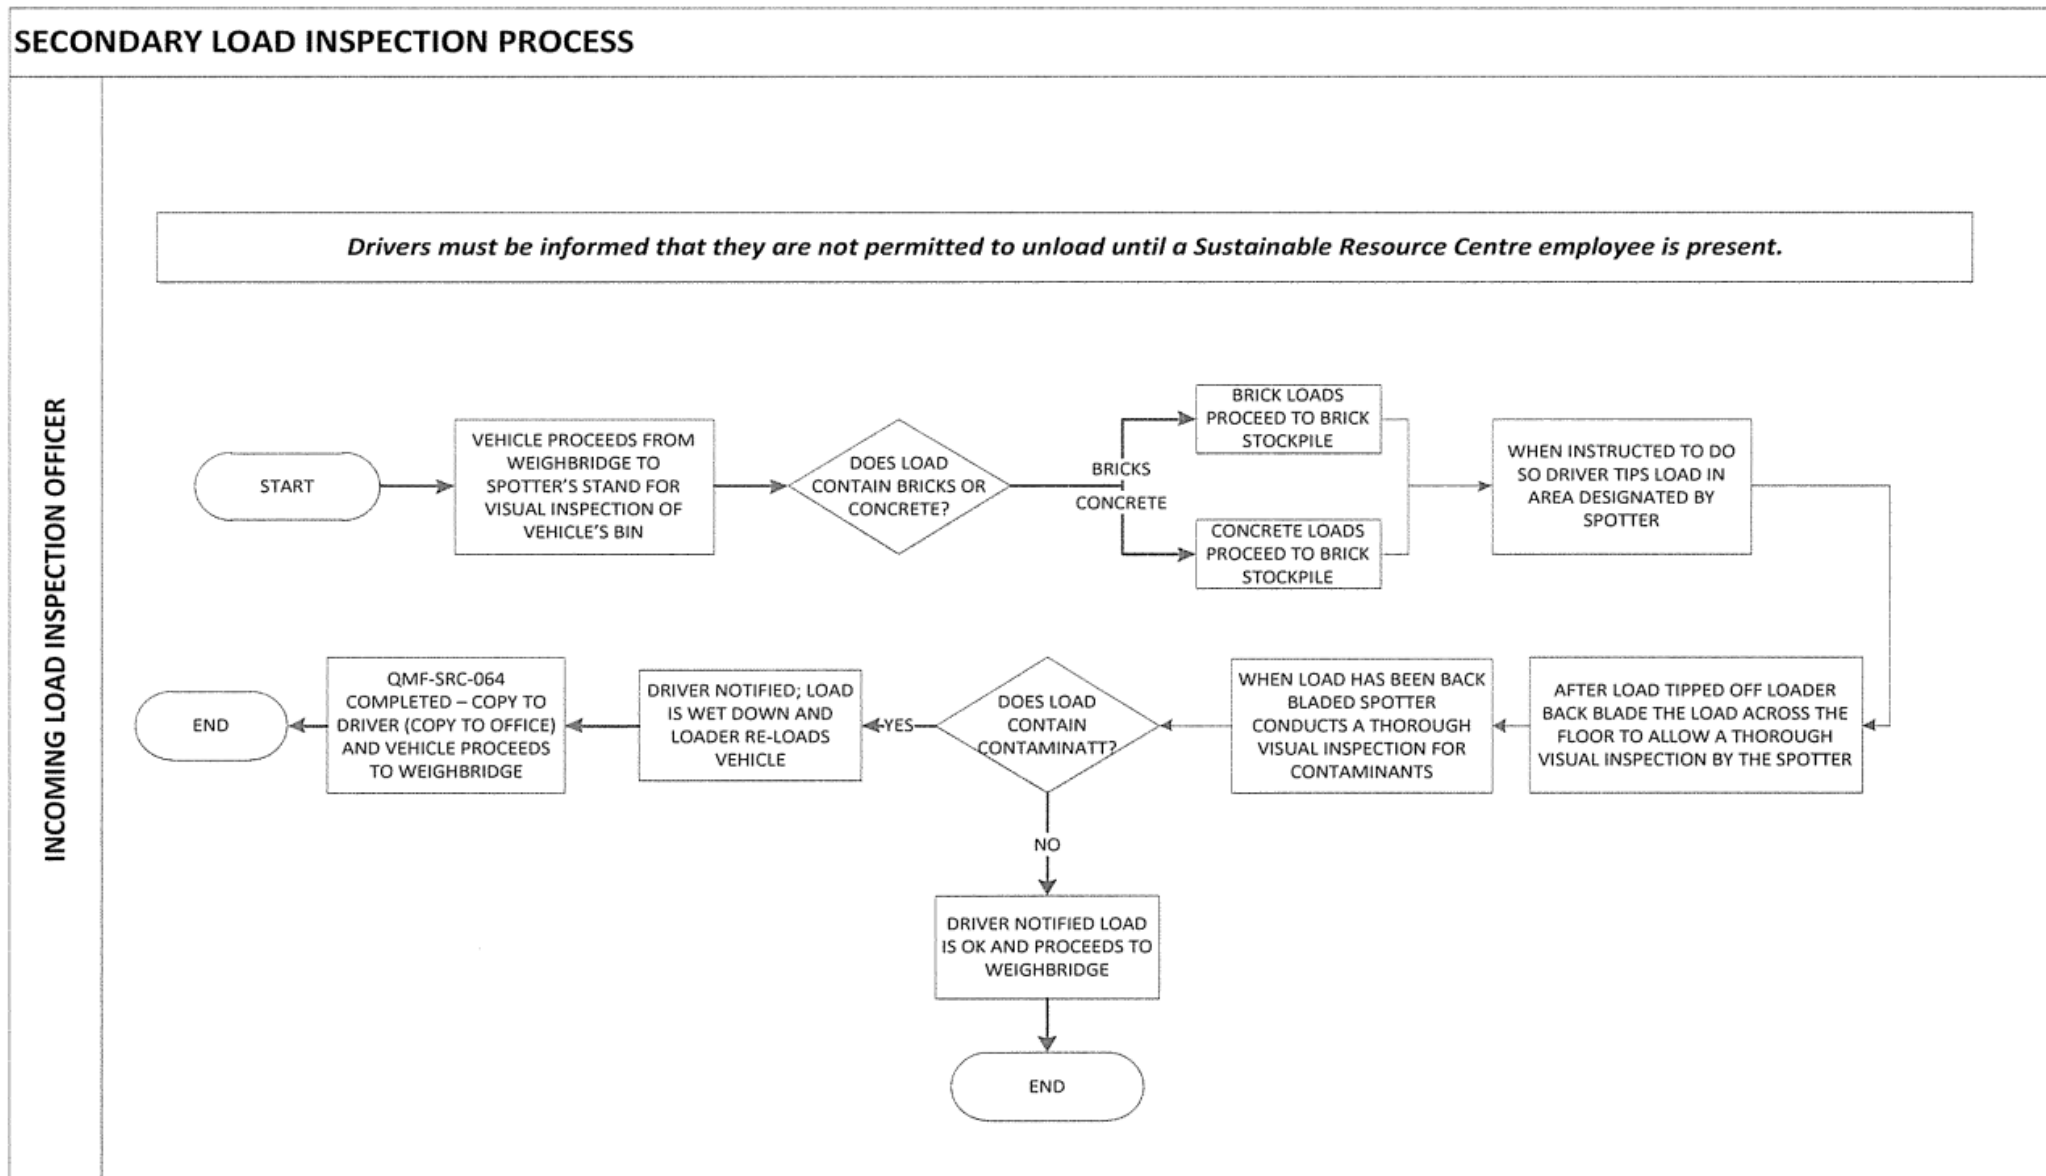 SECONDARY LOAD INSPECTION PROCESS
INCOMING LOAD INSPECTION OFFICER
Drivers must be informed that they are not permitted to unload until a Sustainable Resource Centre employee is present.
START
VEHICLE PROCEEDS FROM
WEIGHBRIDGE TO
SPOTTER'S STAND FOR
VISUAL INSPECTION OF
VEHICLE'S BIN
DOES LOAD
CONTAIN BRICKS OR
CONCRETE?
BRICKS
CONCRETE
BRICK LOADS
PROCEED TO BRICK
STOCKPILE
CONCRETE LOADS
PROCEED TO BRICK
STOCKPILE
WHEN INSTRUCTED TO DO
SO DRIVER TIPS LOAD IN
AREA DESIGNATED BY
SPOTTER
AFTER LOAD TIPPED OFF LOADER
BACK BLADE THE LOAD ACROSS THE
FLOOR TO ALLOW A THOROUGH
VISUAL INSPECTION BY THE SPOTTER
WHEN LOAD HAS BEEN BACK
BLADED SPOTTER
CONDUCTS A THOROUGH
VISUAL INSPECTION FOR
CONTAMINANTS
DOES LOAD
CONTAIN
CONTAMINATT?
YES
DRIVER NOTIFIED; LOAD
IS WET DOWN AND
LOADER RE-LOADS
VEHICLE
QMF-SRC-064
COMPLETED – COPY TO
DRIVER (COPY TO OFFICE)
AND VEHICLE PROCEEDS
TO WEIGHBRIDGE
END
NO
DRIVER NOTIFIED LOAD
IS OK AND PROCEEDS TO
WEIGHBRIDGE
END